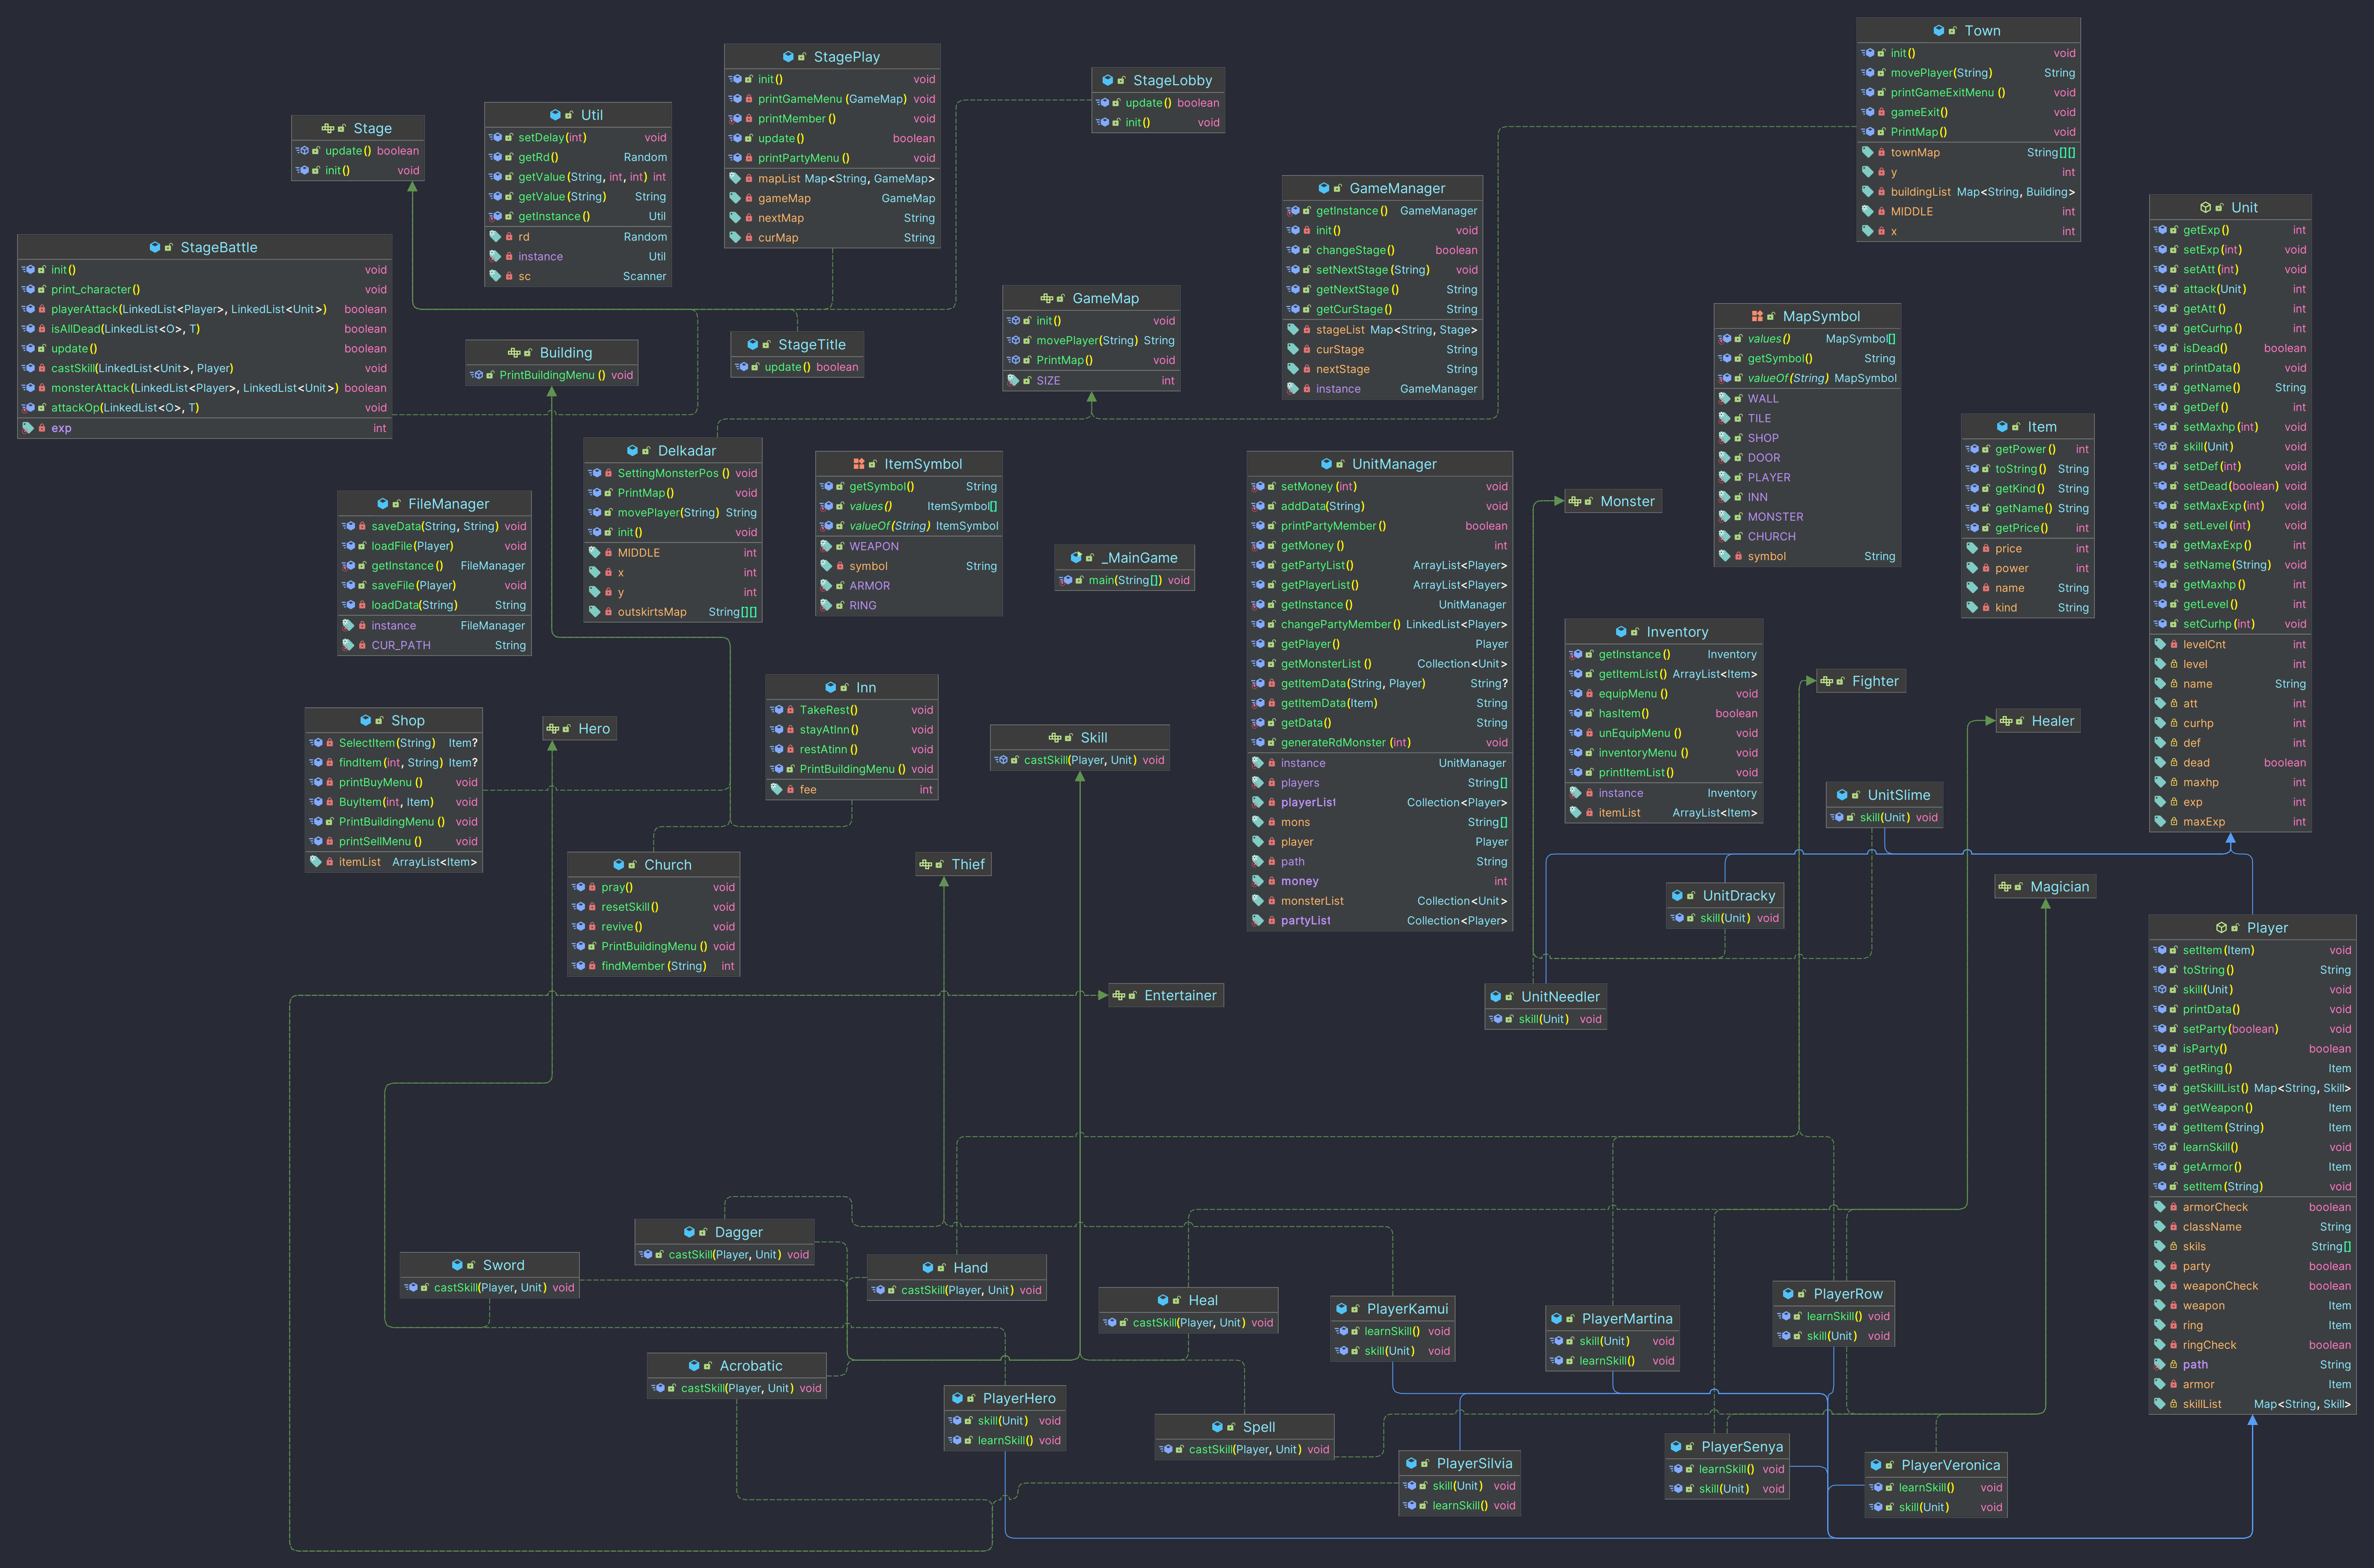 Town
init() void
movePlayer(String) String
printGameExitMenu () void
gameExit() void
PrintMap() void
townMap String[][]
y int
buildingList Map<String, Building>
MIDDLE int
x int
StagePlay
init() void
printGameMenu (GameMap) void
printMember () void
update() boolean
printPartyMenu () void
mapList Map<String, GameMap>
gameMap GameMap
nextMap String
curMap String
StageLobby
update() boolean
init() void
Util
setDelay(int) void
getRd() Random
getValue(String, int, int) int
getValue(String) String
getInstance() Util
rd Random
instance Util
sc Scanner
Stage
update() boolean
init() void
GameManager
getInstance() GameManager
init() void
changeStage() boolean
setNextStage (String) void
getNextStage() String
getCurStage() String
stageList Map<String, Stage>
curStage String
nextStage String
instance GameManager
Unit
getExp() int
setExp(int) void
setAtt (int) void
attack(Unit) int
getAtt() int
getCurhp() int
isDead() boolean
printData() void
getName() String
getDef() int
setMaxhp(int) void
skill(Unit) void
setDef(int) void
setDead(boolean) void
setMaxExp(int) void
setLevel(int) void
getMaxExp() int
setName(String) void
getMaxhp() int
getLevel() int
setCurhp(int) void
levelCnt int
level int
name String
att int
curhp int
def int
dead boolean
maxhp int
exp int
maxExp int
StageBattle
init() void
print_character() void
playerAttack(LinkedList<Player>, LinkedList<Unit>) boolean
isAllDead(LinkedList<O>, T) boolean
update() boolean
castSkill(LinkedList<Unit>, Player) void
monsterAttack(LinkedList<Player>, LinkedList<Unit>) boolean
attackOp(LinkedList<O>, T) void
exp int
GameMap
init() void
movePlayer(String) String
PrintMap() void
SIZE int
MapSymbol
values() MapSymbol[]
getSymbol() String
valueOf(String) MapSymbol
WALL
TILE
SHOP
DOOR
PLAYER
INN
MONSTER
CHURCH
symbol String
StageTitle
update() boolean
Building
PrintBuildingMenu () void
Item
getPower() int
toString() String
getKind() String
getName() String
getPrice() int
price int
power int
name String
kind String
Delkadar
SettingMonsterPos () void
PrintMap() void
movePlayer(String) String
init() void
MIDDLE int
x int
y int
outskirtsMap String[][]
ItemSymbol
getSymbol() String
values() ItemSymbol[]
valueOf(String) ItemSymbol
WEAPON
symbol String
ARMOR
RING
UnitManager
setMoney (int) void
addData(String) void
printPartyMember() boolean
getMoney () int
getPartyList() ArrayList<Player>
getPlayerList() ArrayList<Player>
getInstance() UnitManager
changePartyMember() LinkedList<Player>
getPlayer() Player
getMonsterList () Collection<Unit>
getItemData(String, Player) String?
getItemData(Item) String
getData() String
generateRdMonster (int) void
instance UnitManager
players String[]
playerList Collection<Player>
mons String[]
player Player
path String
money int
monsterList Collection<Unit>
partyList Collection<Player>
Monster
FileManager
saveData(String, String) void
loadFile(Player) void
getInstance() FileManager
saveFile(Player) void
loadData(String) String
instance FileManager
CUR_PATH String
_MainGame
main(String[]) void
Inventory
getInstance() Inventory
getItemList() ArrayList<Item>
equipMenu () void
hasItem() boolean
unEquipMenu () void
inventoryMenu () void
printItemList() void
instance Inventory
itemList ArrayList<Item>
Fighter
Inn
TakeRest() void
stayAtInn() void
restAtinn () void
PrintBuildingMenu () void
fee int
Shop
SelectItem(String) Item?
findItem(int, String) Item?
printBuyMenu () void
BuyItem(int, Item) void
PrintBuildingMenu () void
printSellMenu() void
itemList ArrayList<Item>
Healer
Hero
Skill
castSkill(Player, Unit) void
UnitSlime
skill(Unit) void
Church
pray() void
resetSkill() void
revive() void
PrintBuildingMenu () void
findMember (String) int
Thief
UnitDracky
skill(Unit) void
Magician
Player
setItem(Item) void
toString() String
skill(Unit) void
printData() void
setParty(boolean) void
isParty() boolean
getRing() Item
getSkillList() Map<String, Skill>
getWeapon() Item
getItem(String) Item
learnSkill() void
getArmor() Item
setItem(String) void
armorCheck boolean
className String
skils String[]
party boolean
weaponCheck boolean
weapon Item
ring Item
ringCheck boolean
path String
armor Item
skillList Map<String, Skill>
Entertainer
UnitNeedler
skill(Unit) void
Dagger
castSkill(Player, Unit) void
Sword
castSkill(Player, Unit) void
Hand
castSkill(Player, Unit) void
Heal
castSkill(Player, Unit) void
PlayerKamui
learnSkill() void
skill(Unit) void
PlayerMartina
skill(Unit) void
learnSkill() void
PlayerRow
learnSkill() void
skill(Unit) void
Acrobatic
castSkill(Player, Unit) void
PlayerHero
skill(Unit) void
learnSkill() void
Spell
castSkill(Player, Unit) void
PlayerSilvia
skill(Unit) void
learnSkill() void
PlayerSenya
learnSkill() void
skill(Unit) void
PlayerVeronica
learnSkill() void
skill(Unit) void